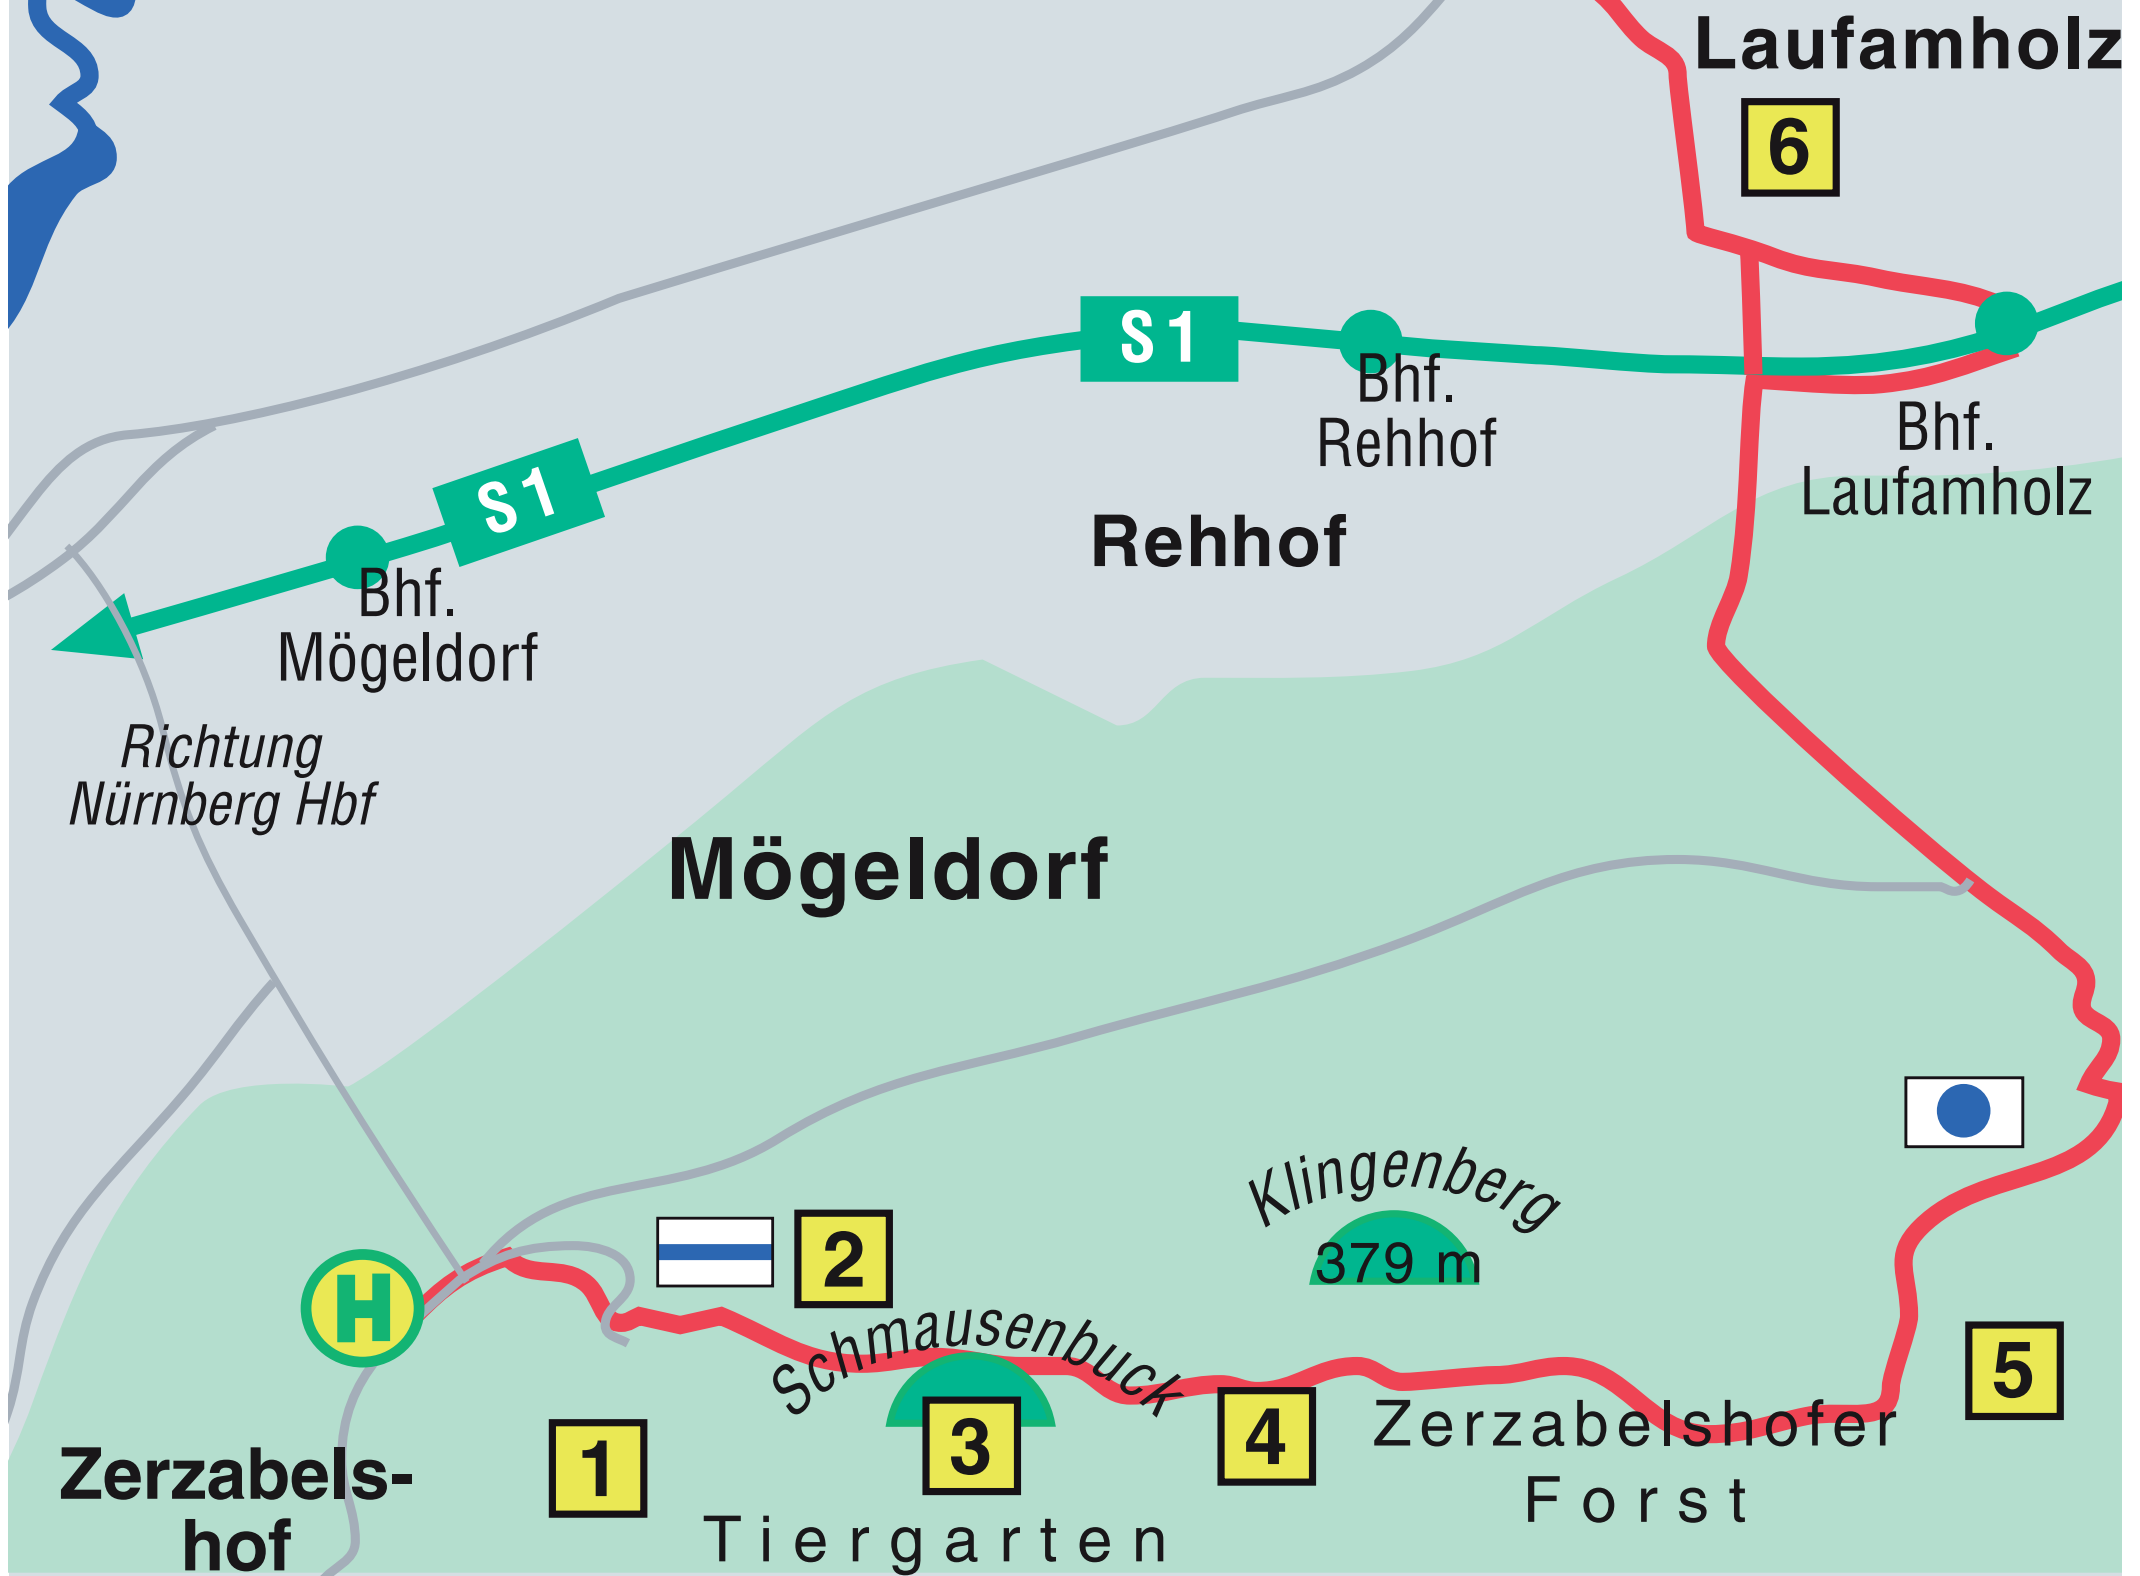 Laufamholz
6
S1
Bhf.
Rehhof
Bhf.
Laufamholz
S1
Rehhof
Bhf.
Mögeldorf
Richtung
Nürnberg Hbf
Mögeldorf
Klingenberg
379 m
2
H
Schmausenbuck
5
3
4
Zerzabelshofer
Forst
1
Zerzabels-
hof
Tiergarten